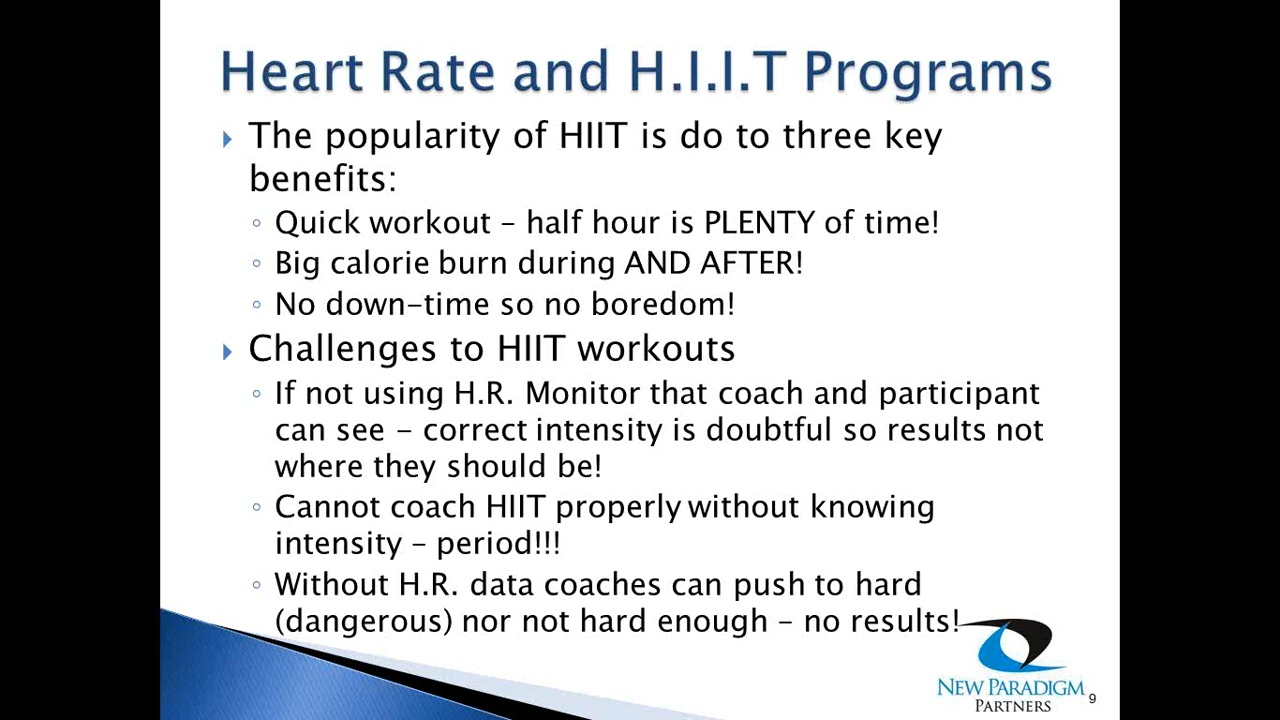 Heart Rate and H.I.I.T Programs
The popularity of HIIT is do to three key
benefits:
Quick workout – half hour is PLENTY of time!
Big calorie burn during AND AFTER!
No down-time so no boredom!
Challenges to HIIT workouts
If not using H.R. Monitor that coach and participant
can see – correct intensity is doubtful so results not
where they should be!
Cannot coach HIIT properly without knowing
intensity – period!!!
Without H.R. data coaches can push to hard
(dangerous) nor not hard enough – no results!
NEW PARADIGM
PARTNERS
9